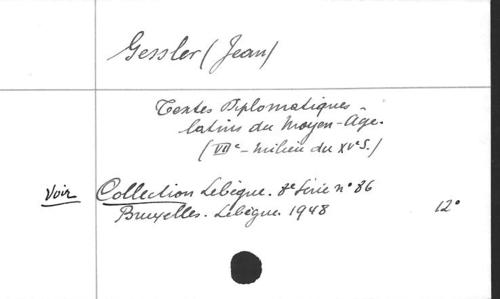 Gessler (Jean)
Textes Diplomatiques
latins du Moyen-Age.
(VIIe - milieu du XVe S.)
Voir Collection Lebègue. 8e Série n° 86
Bruxelles. Lebègue. 1948 12°